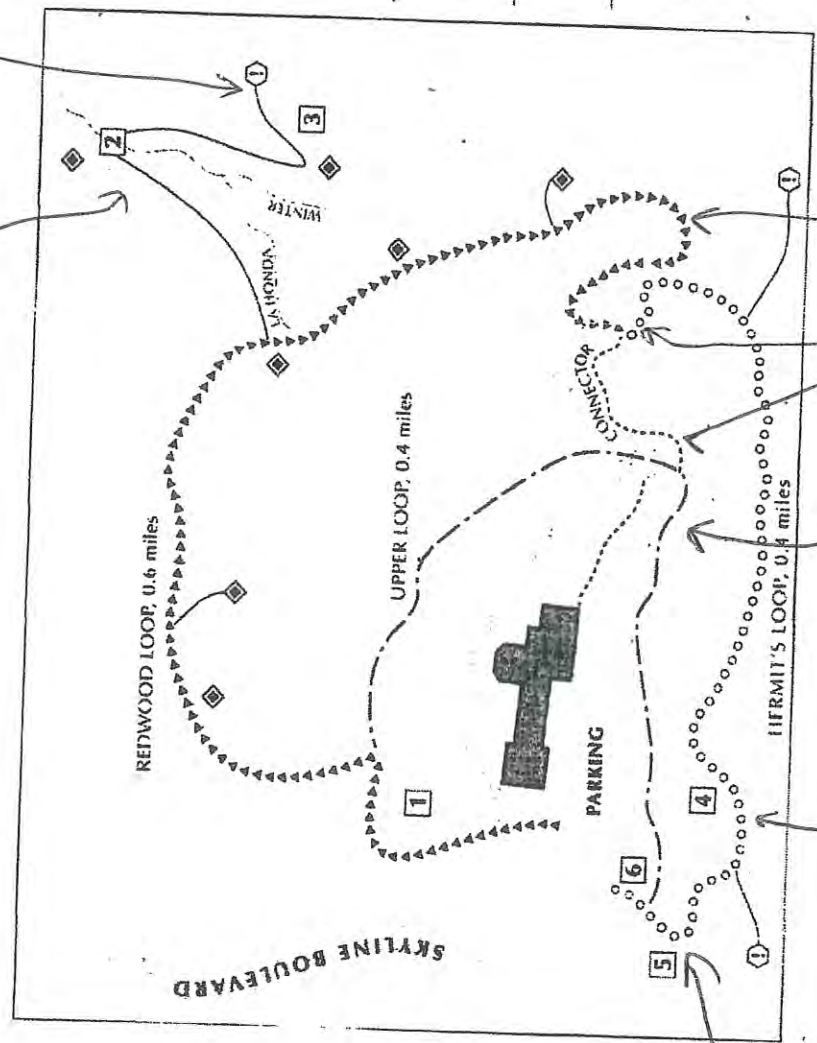 !
3
2
!
WINTER
LA HONDA
CONNECTOR
REDWOOD LOOP, 0.6 miles
UPPER LOOP, 0.4 miles
HERMIT'S LOOP, 0.4 miles
PARKING
1
4
6
5
!
SKYLINE BOULEVARD